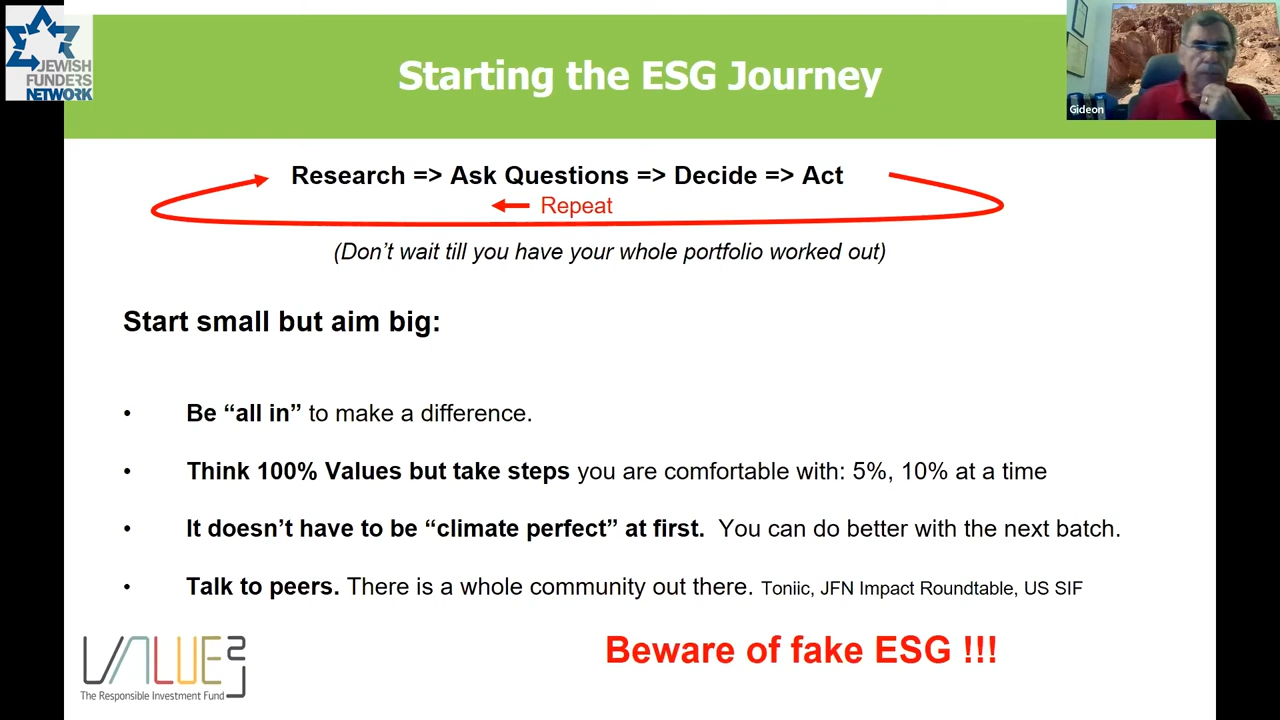 JEWISH
FUNDERS
NETWORK
Starting the ESG Journey
Gideon
Research => Ask Questions => Decide => Act
Repeat
(Don’t wait till you have your whole portfolio worked out)
Start small but aim big:
• Be “all in” to make a difference.
• Think 100% Values but take steps you are comfortable with: 5%, 10% at a time
• It doesn’t have to be “climate perfect” at first. You can do better with the next batch.
• Talk to peers. There is a whole community out there. Toniic, JFN Impact Roundtable, US SIF
VALUE²
The Responsible Investment Fund
Beware of fake ESG !!!